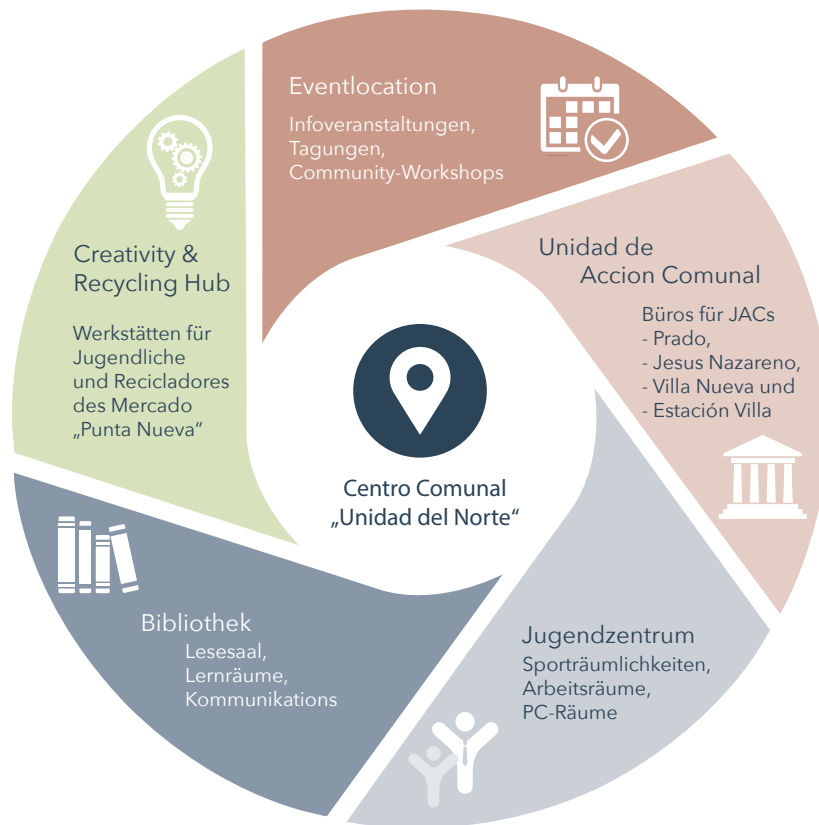 Eventlocation
Infoveranstaltungen,
Tagungen,
Community-Workshops
Unidad de
Accion Comunal
Büros für JACs
- Prado,
- Jesus Nazareno,
- Villa Nueva und
- Estación Villa
Jugendzentrum
Sporträumlichkeiten,
Arbeitsräume,
PC-Räume
Bibliothek
Lesesaal,
Lernräume,
Kommunikations
Creativity &
Recycling Hub
Werkstätten für
Jugendliche
und Recicladores
des Mercado
„Punta Nueva“
Centro Comunal
„Unidad del Norte“